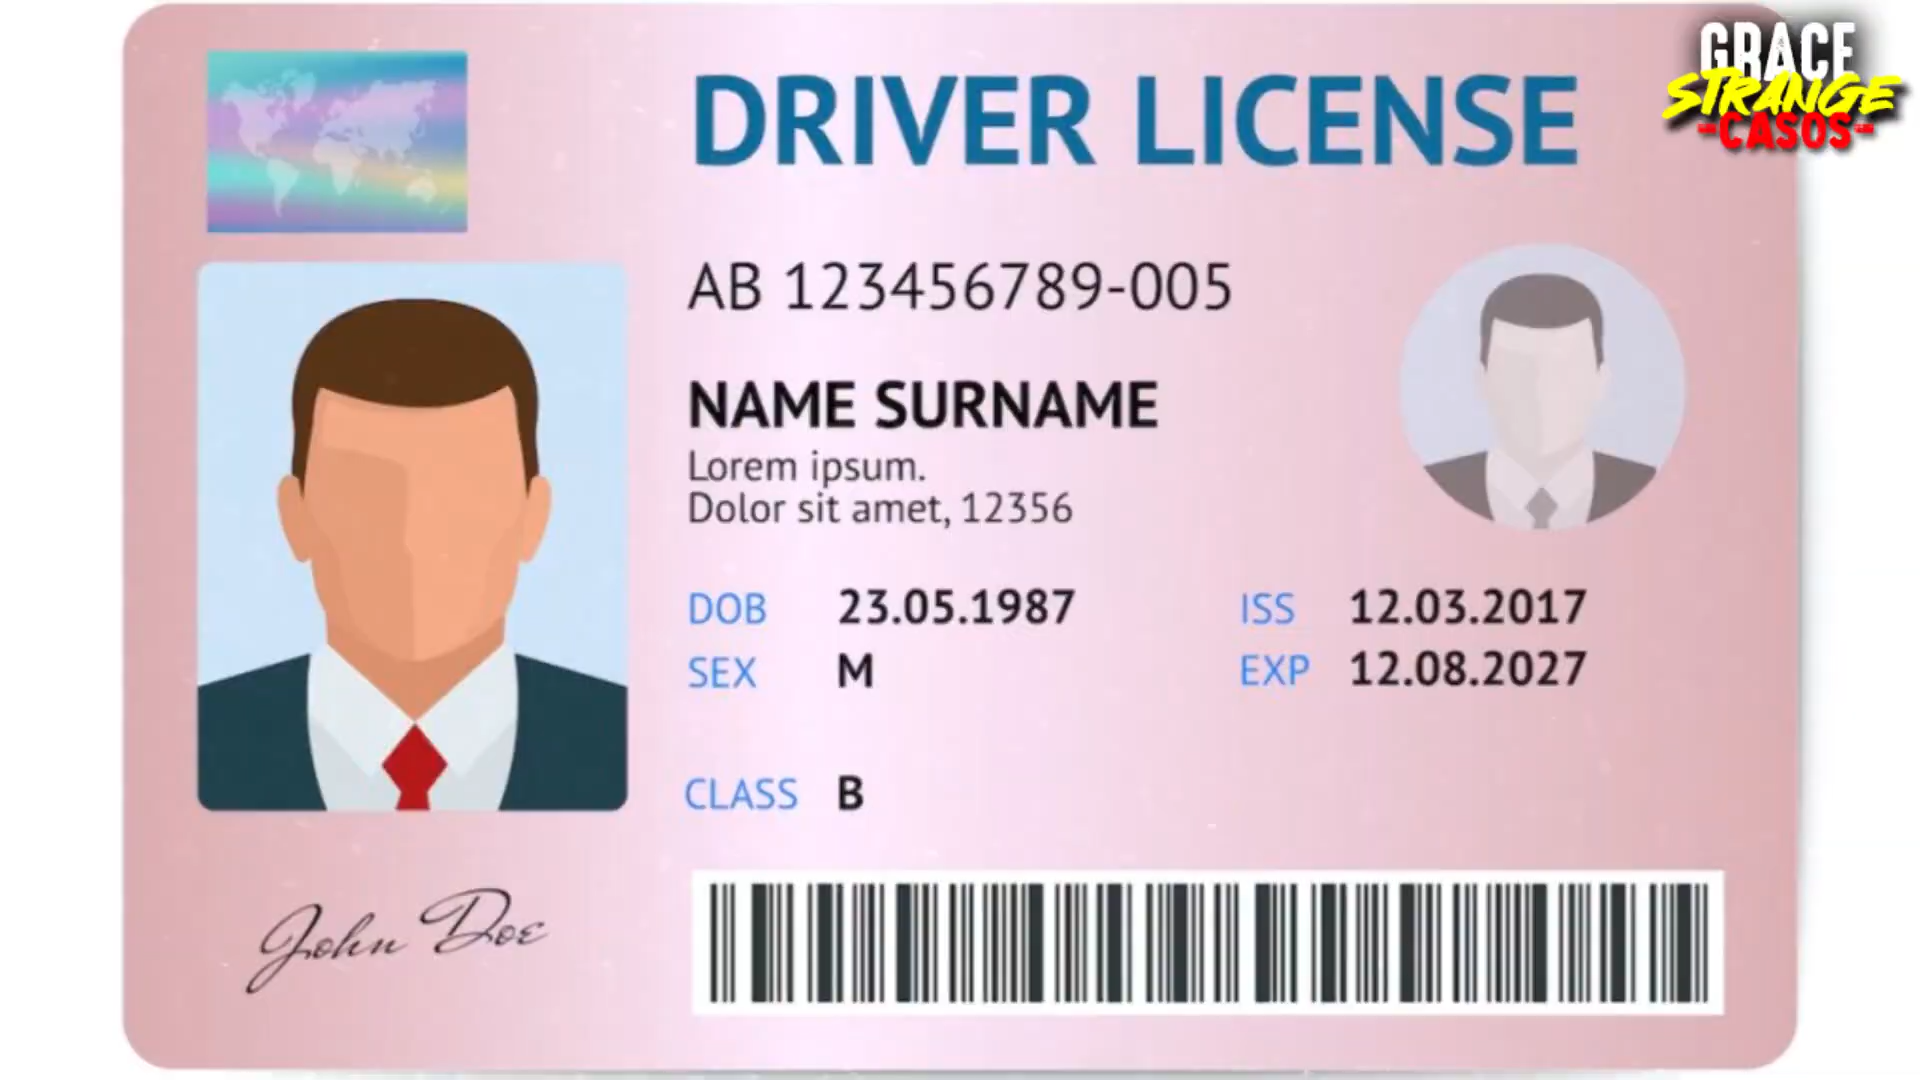 GRACE
STRANGE
-CASOS-
DRIVER LICENSE
AB 123456789-005
NAME SURNAME
Lorem ipsum.
Dolor sit amet, 12356
DOB 23.05.1987 ISS 12.03.2017
SEX M EXP 12.08.2027
CLASS B
John Doe